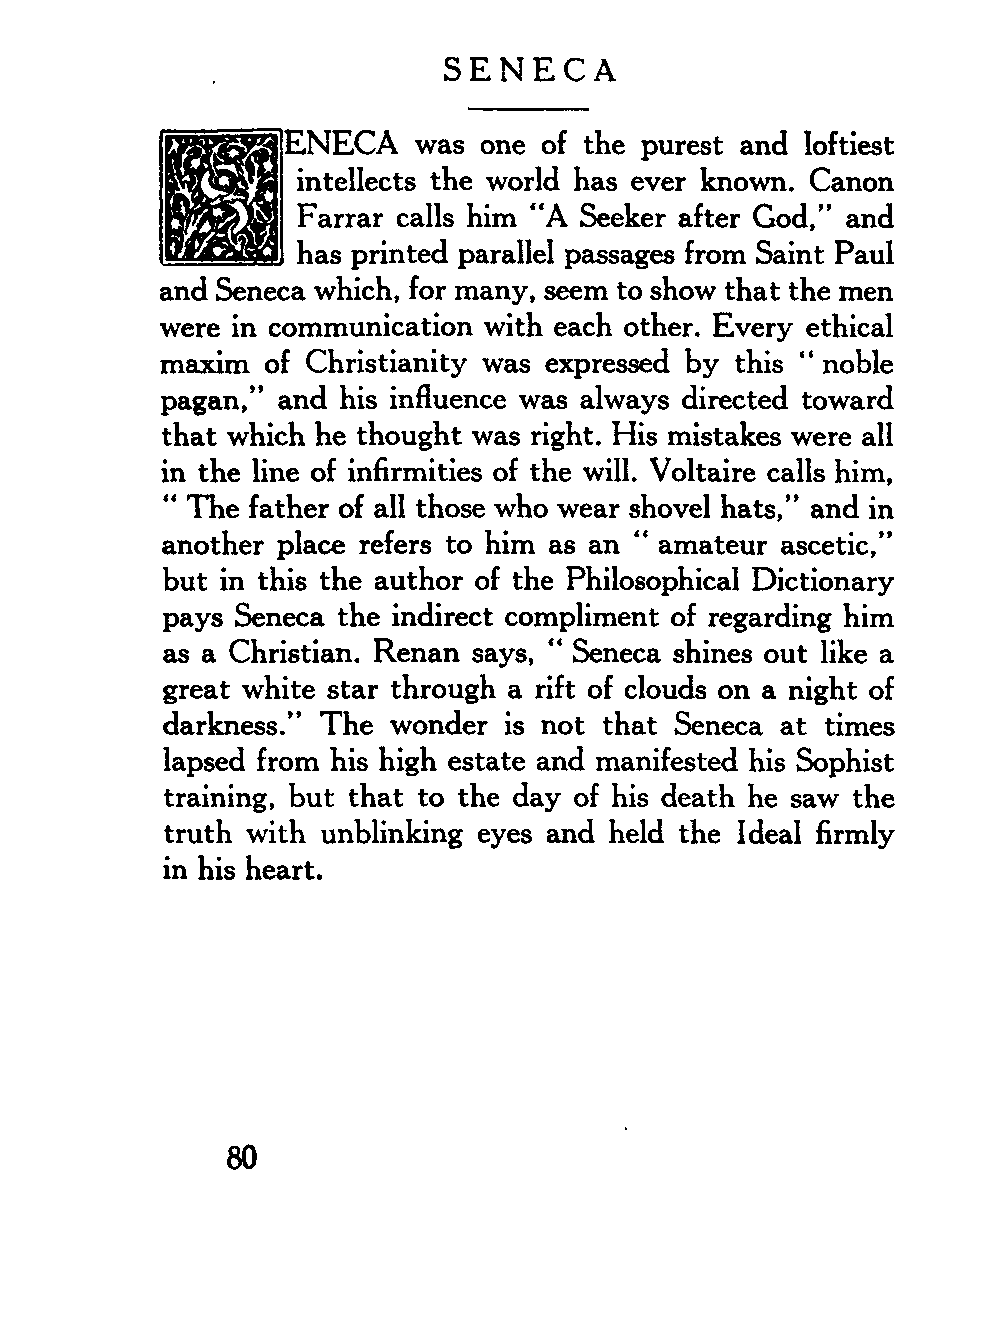 SENECA
SENECA was one of the purest and loftiest
intellects the world has ever known. Canon
Farrar calls him “A Seeker after God,” and
has printed parallel passages from Saint Paul
and Seneca which, for many, seem to show that the men
were in communication with each other. Every ethical
maxim of Christianity was expressed by this “ noble
pagan,” and his influence was always directed toward
that which he thought was right. His mistakes were all
in the line of infirmities of the will. Voltaire calls him,
“ The father of all those who wear shovel hats,” and in
another place refers to him as an “ amateur ascetic,”
but in this the author of the Philosophical Dictionary
pays Seneca the indirect compliment of regarding him
as a Christian. Renan says, “ Seneca shines out like a
great white star through a rift of clouds on a night of
darkness.” The wonder is not that Seneca at times
lapsed from his high estate and manifested his Sophist
training, but that to the day of his death he saw the
truth with unblinking eyes and held the Ideal firmly
in his heart.
80